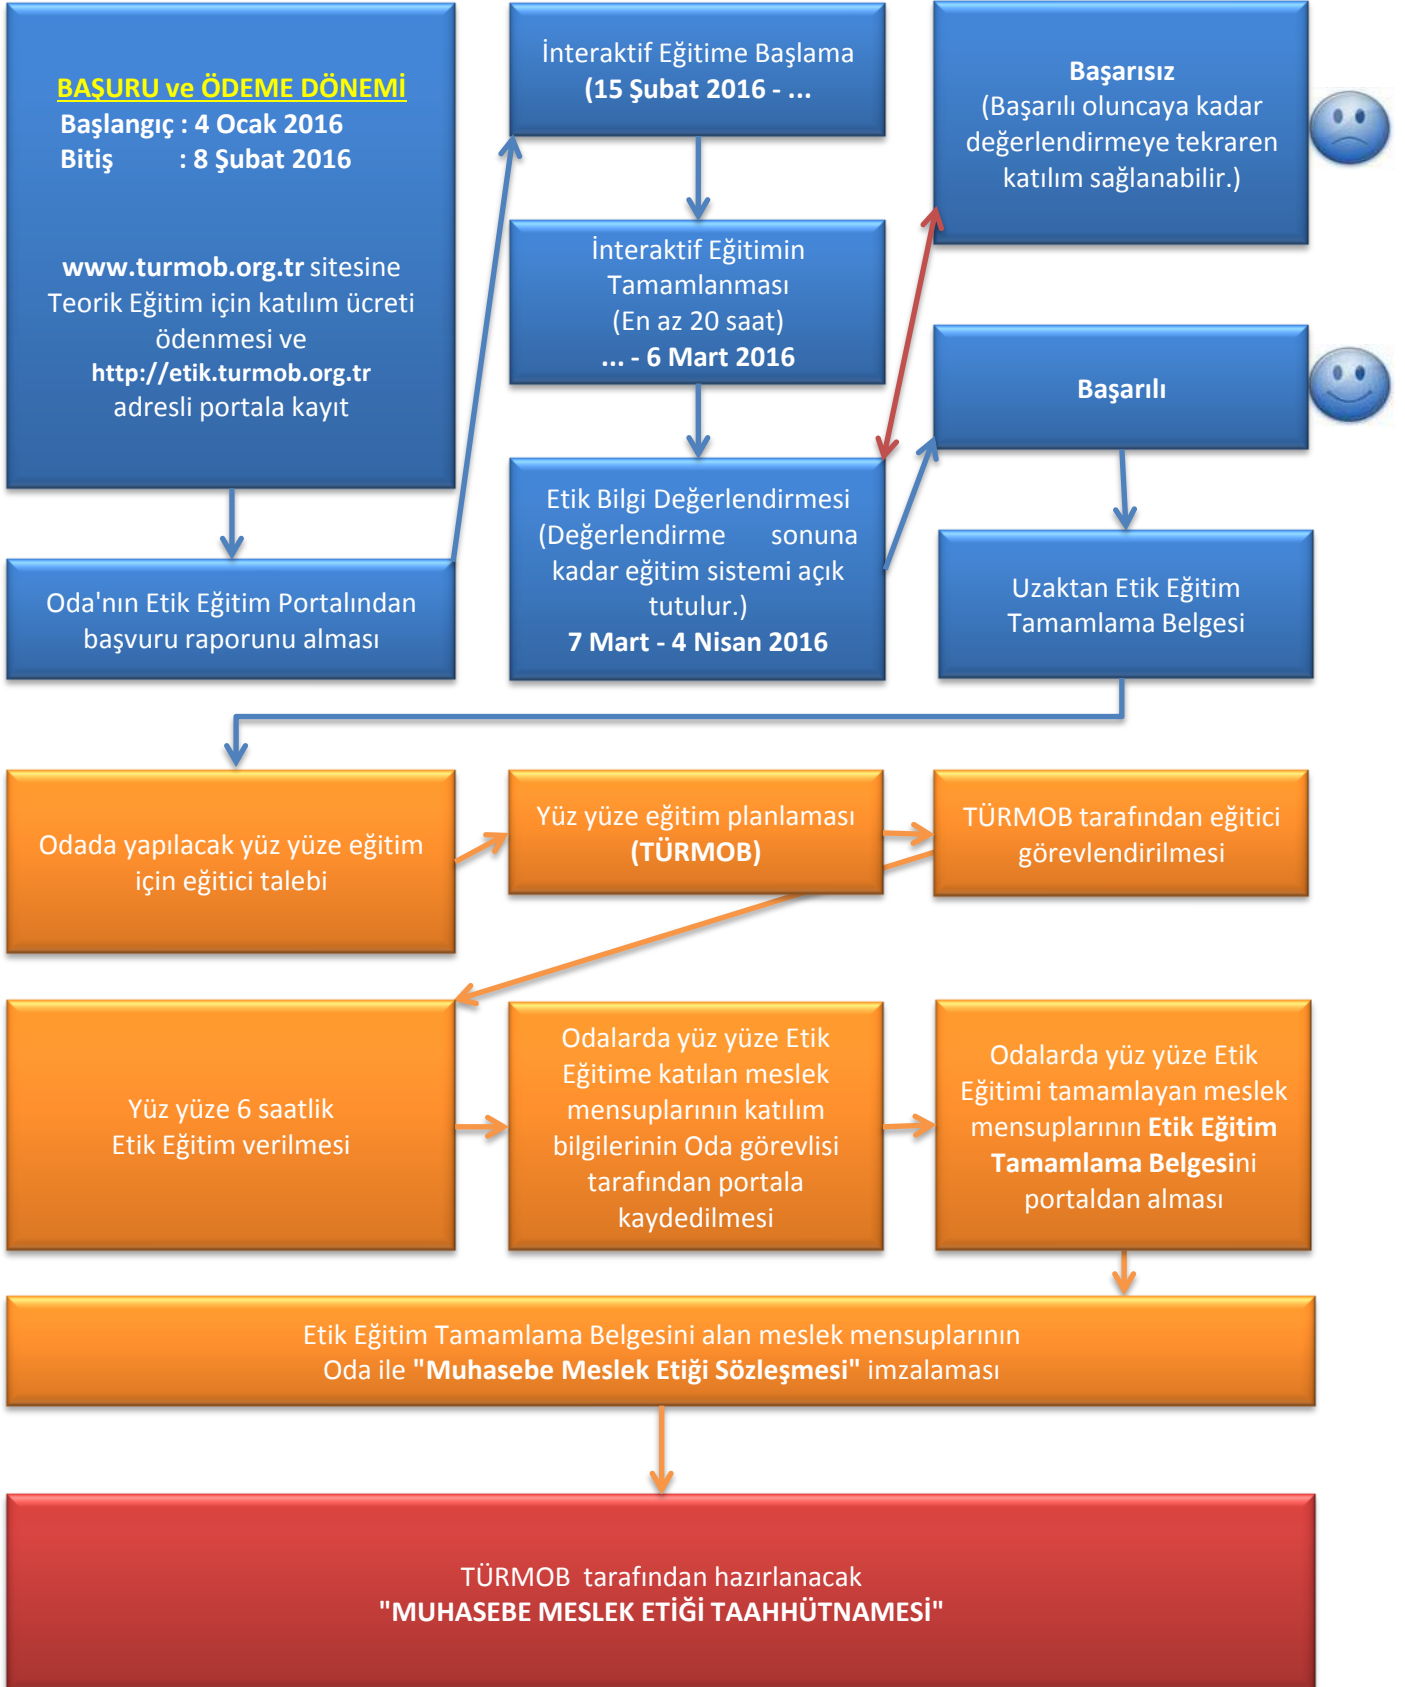 BAŞURU ve ÖDEME DÖNEMİ
Başlangıç : 4 Ocak 2016
Bitiş : 8 Şubat 2016
www.turmob.org.tr sitesine
Teorik Eğitim için katılım ücreti
ödenmesi ve
http://etik.turmob.org.tr
adresli portala kayıt
Oda'nın Etik Eğitim Portalından
başvuru raporunu alması
İnteraktif Eğitime Başlama
(15 Şubat 2016 - ...
İnteraktif Eğitimin
Tamamlanması
(En az 20 saat)
... - 6 Mart 2016
Etik Bilgi Değerlendirmesi
(Değerlendirme sonuna
kadar eğitim sistemi açık
tutulur.)
7 Mart - 4 Nisan 2016
Başarısız
(Başarılı oluncaya kadar
değerlendirmeye tekraren
katılım sağlanabilir.)
Başarılı
Uzaktan Etik Eğitim
Tamamlama Belgesi
Odada yapılacak yüz yüze eğitim
için eğitici talebi
Yüz yüze eğitim planlaması
(TÜRMOB)
TÜRMOB tarafından eğitici
görevlendirilmesi
Yüz yüze 6 saatlik
Etik Eğitim verilmesi
Odalarda yüz yüze Etik
Eğitime katılan meslek
mensuplarının katılım
bilgilerinin Oda görevlisi
tarafından portala
kaydedilmesi
Odalarda yüz yüze Etik
Eğitimi tamamlayan meslek
mensuplarının Etik Eğitim
Tamamlama Belgesini
portaldan alması
Etik Eğitim Tamamlama Belgesini alan meslek mensuplarının
Oda ile "Muhasebe Meslek Etiği Sözleşmesi" imzalaması
TÜRMOB tarafından hazırlanacak
"MUHASEBE MESLEK ETİĞİ TAAHHÜTNAMESİ"